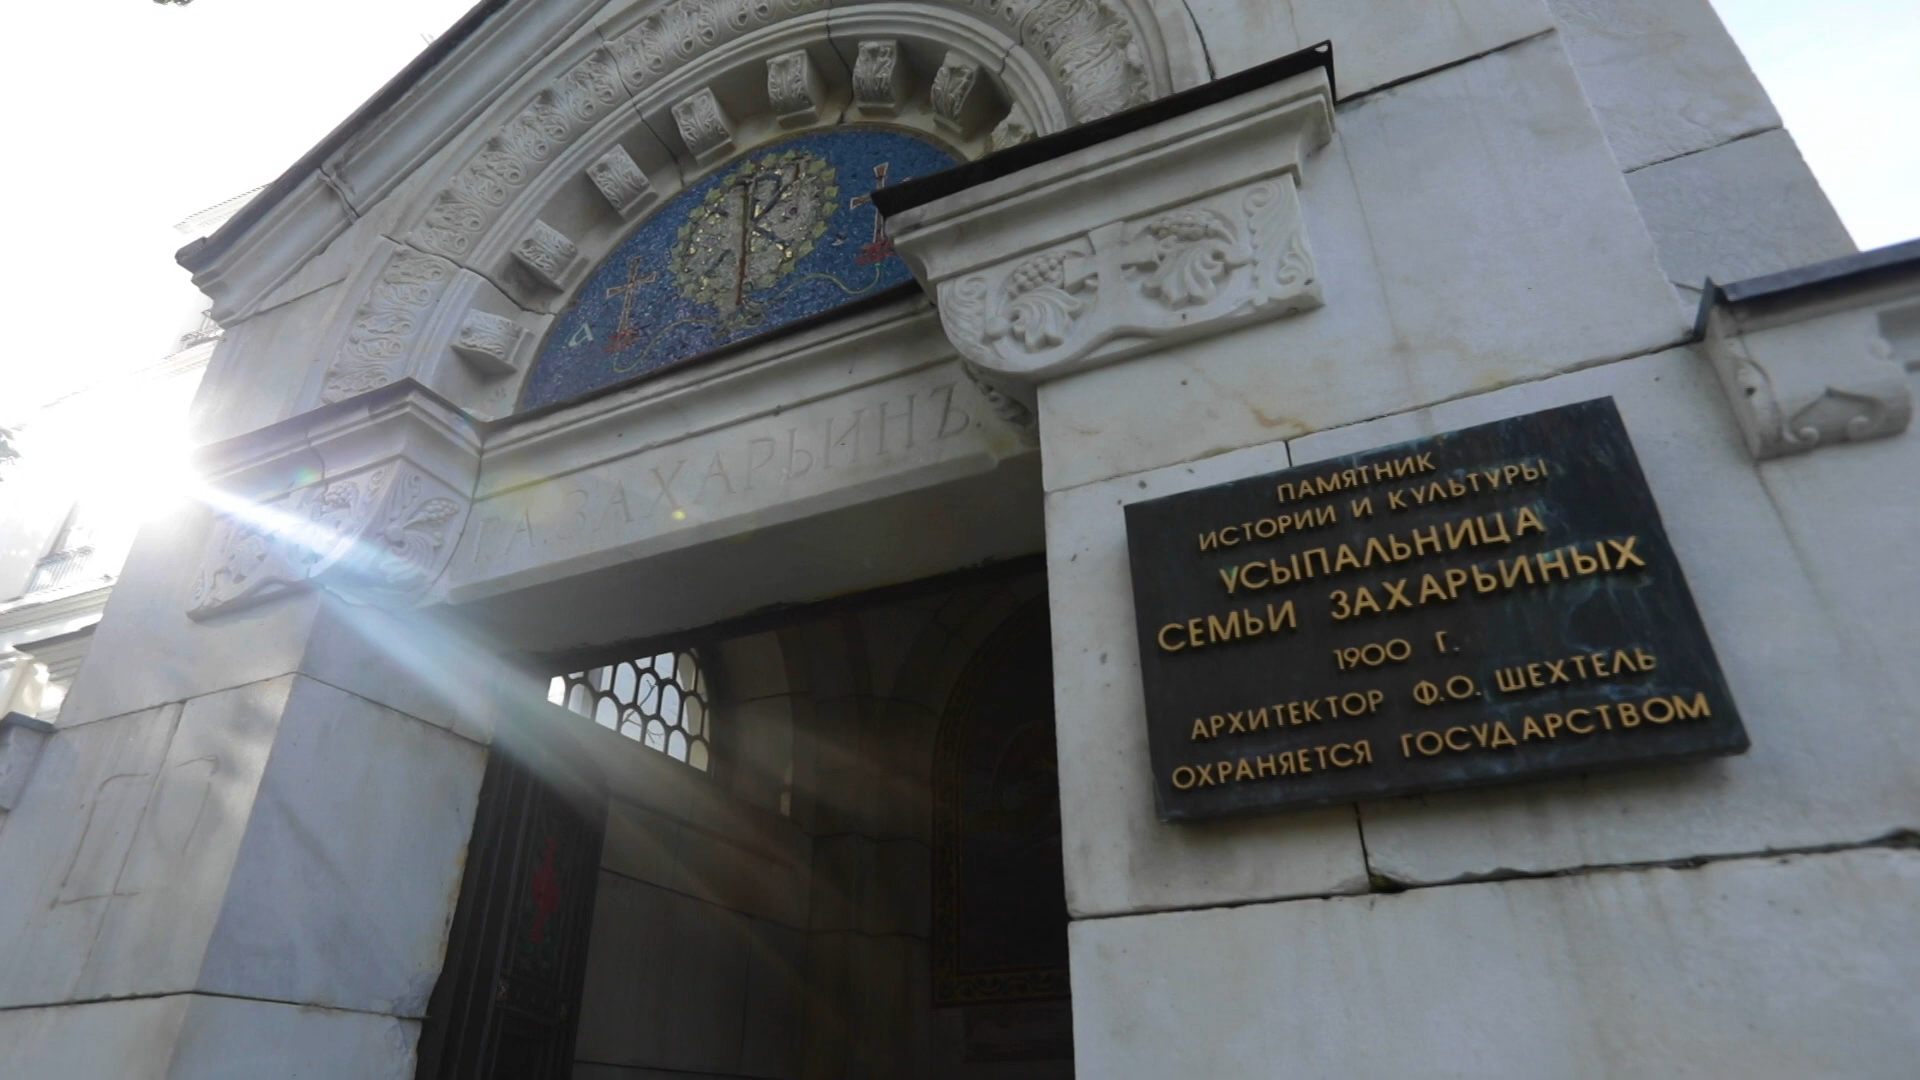 α
Г.А. ЗАХАРЬИНЪ.
ПАМЯТНИК
ИСТОРИИ И КУЛЬТУРЫ
УСЫПАЛЬНИЦА
СЕМЬИ ЗАХАРЬИНЫХ
1900 Г.
АРХИТЕКТОР Ф.О. ШЕХТЕЛЬ
ОХРАНЯЕТСЯ ГОСУДАРСТВОМ